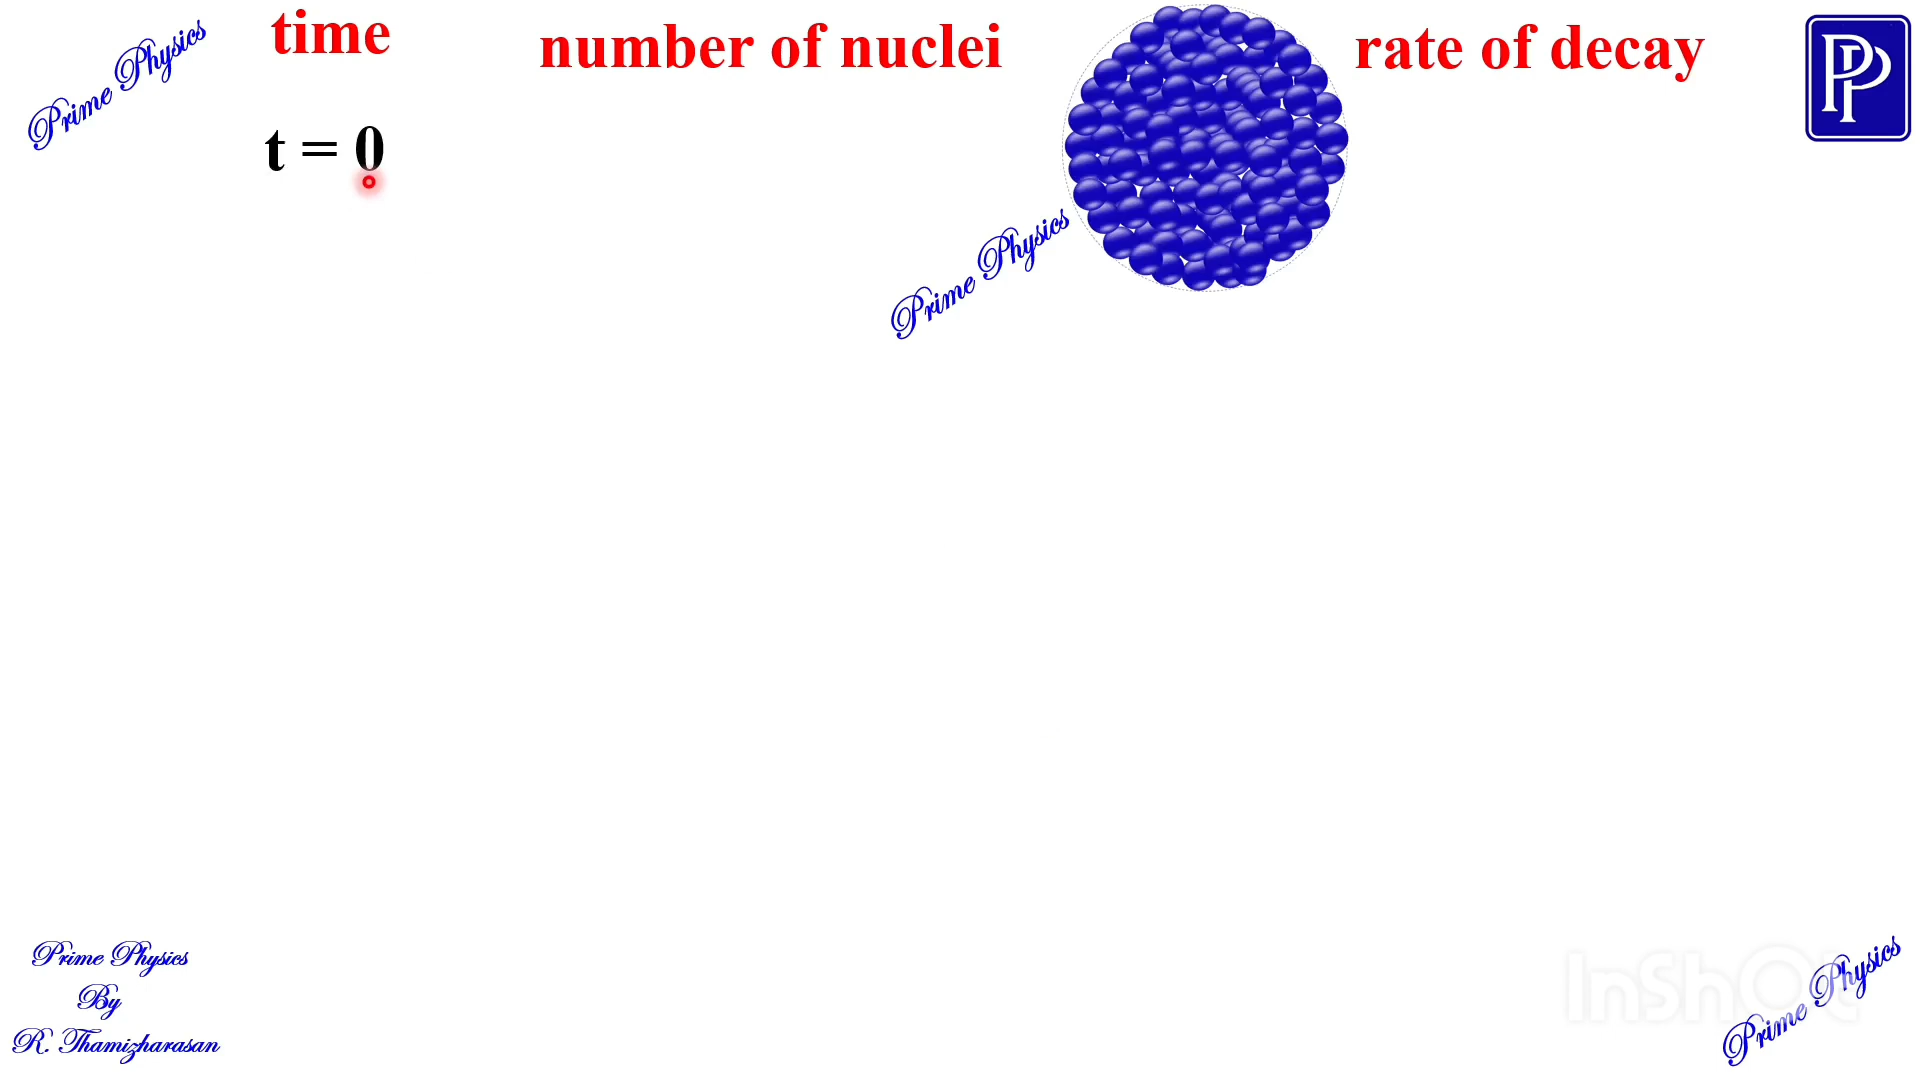 time
number of nuclei
rate of decay
Prime Physics
t = 0
Prime Physics
Prime Physics
By
R. Thamizharasan
InShOt
Prime Physics